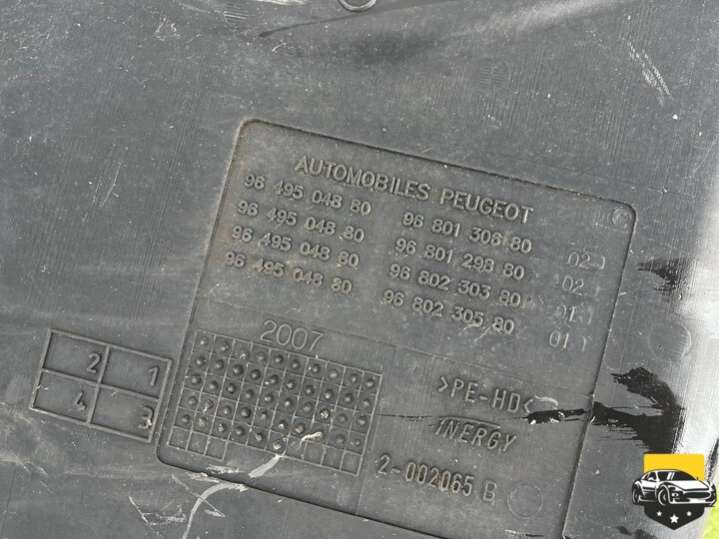 AUTOMOBILES PEUGEOT
96 495 048 80 96 801 306 80 02
96 495 048 80 96 801 298 80 02
96 495 048 80 96 802 303 80 01
96 495 048 80 96 802 305 80 01
2007
2 1
4 3
>PE-HD<
INERGY
2-002065 B